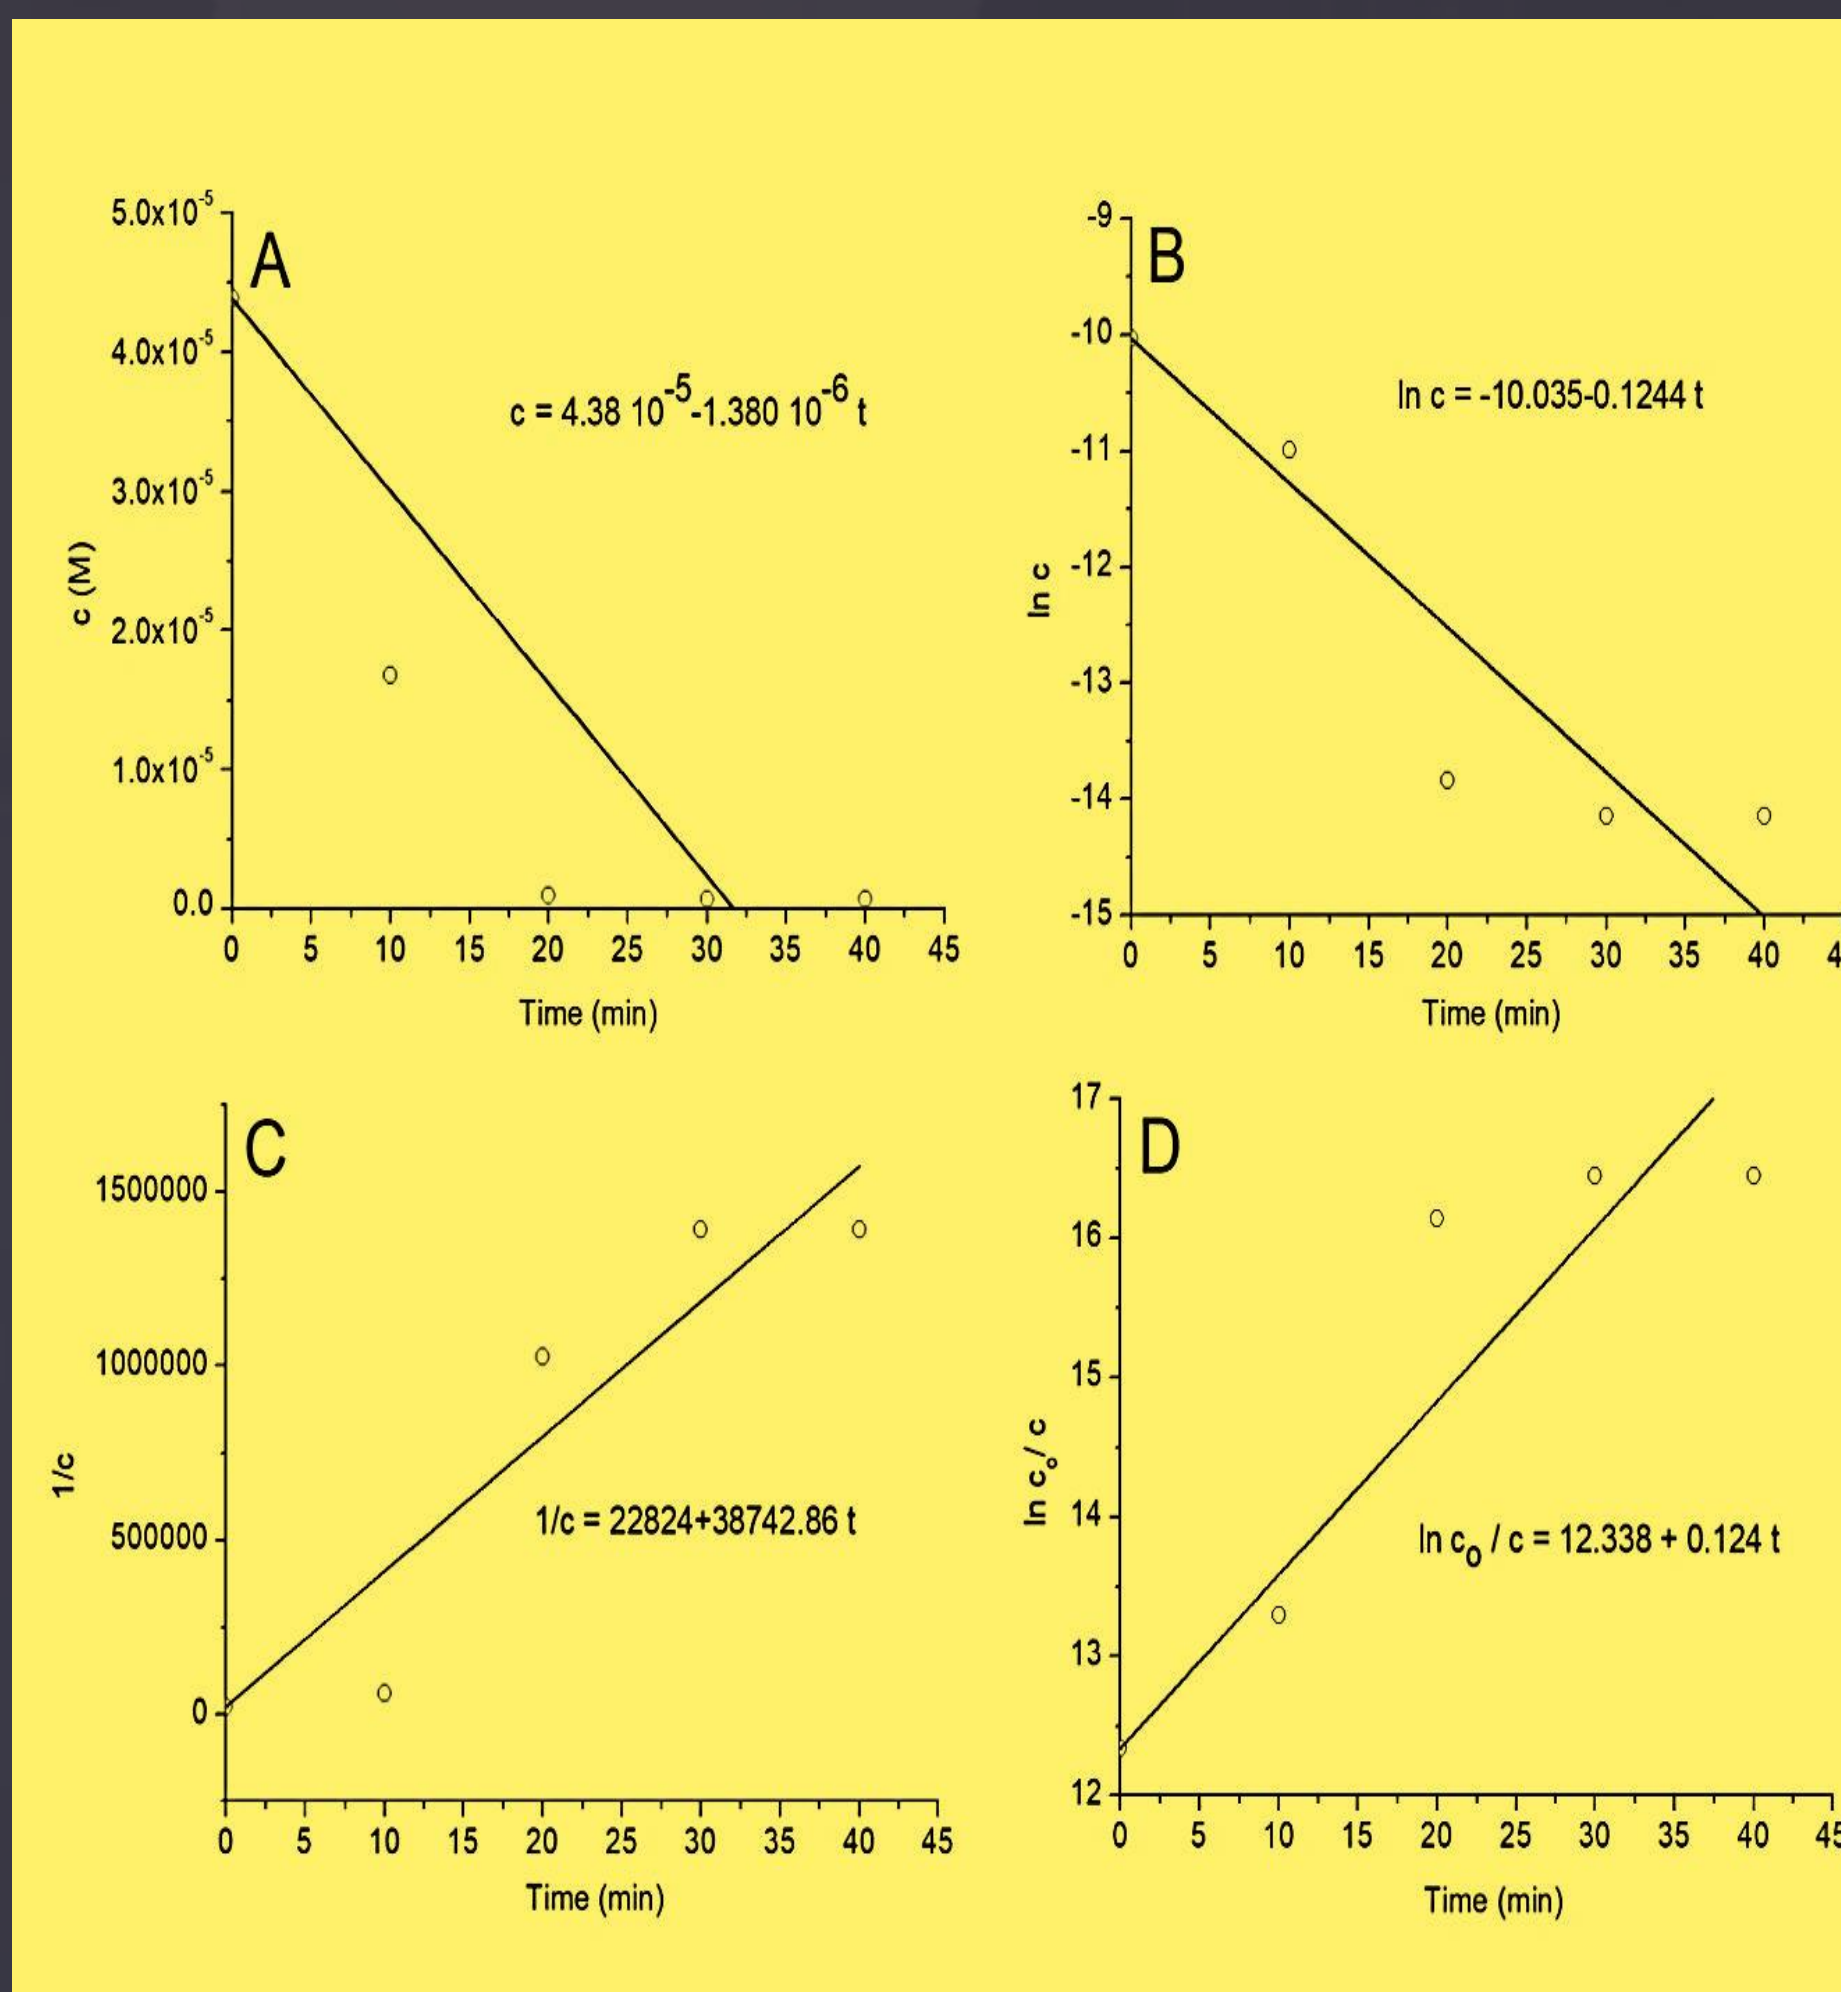 A
5.0x10⁻⁵
4.0x10⁻⁵
3.0x10⁻⁵
2.0x10⁻⁵
1.0x10⁻⁵
0.0
c (M)
c = 4.38 10⁻⁵-1.380 10⁻⁶ t
0 5 10 15 20 25 30 35 40 45
Time (min)
B
-9
-10
-11
-12
-13
-14
-15
ln c
ln c = -10.035-0.1244 t
0 5 10 15 20 25 30 35 40 4
Time (min)
C
1500000
1000000
500000
0
1/c
1/c = 22824+38742.86 t
0 5 10 15 20 25 30 35 40 45
Time (min)
D
17
16
15
14
13
12
ln cₒ/ c
ln c₀ / c = 12.338 + 0.124 t
0 5 10 15 20 25 30 35 40 45
Time (min)